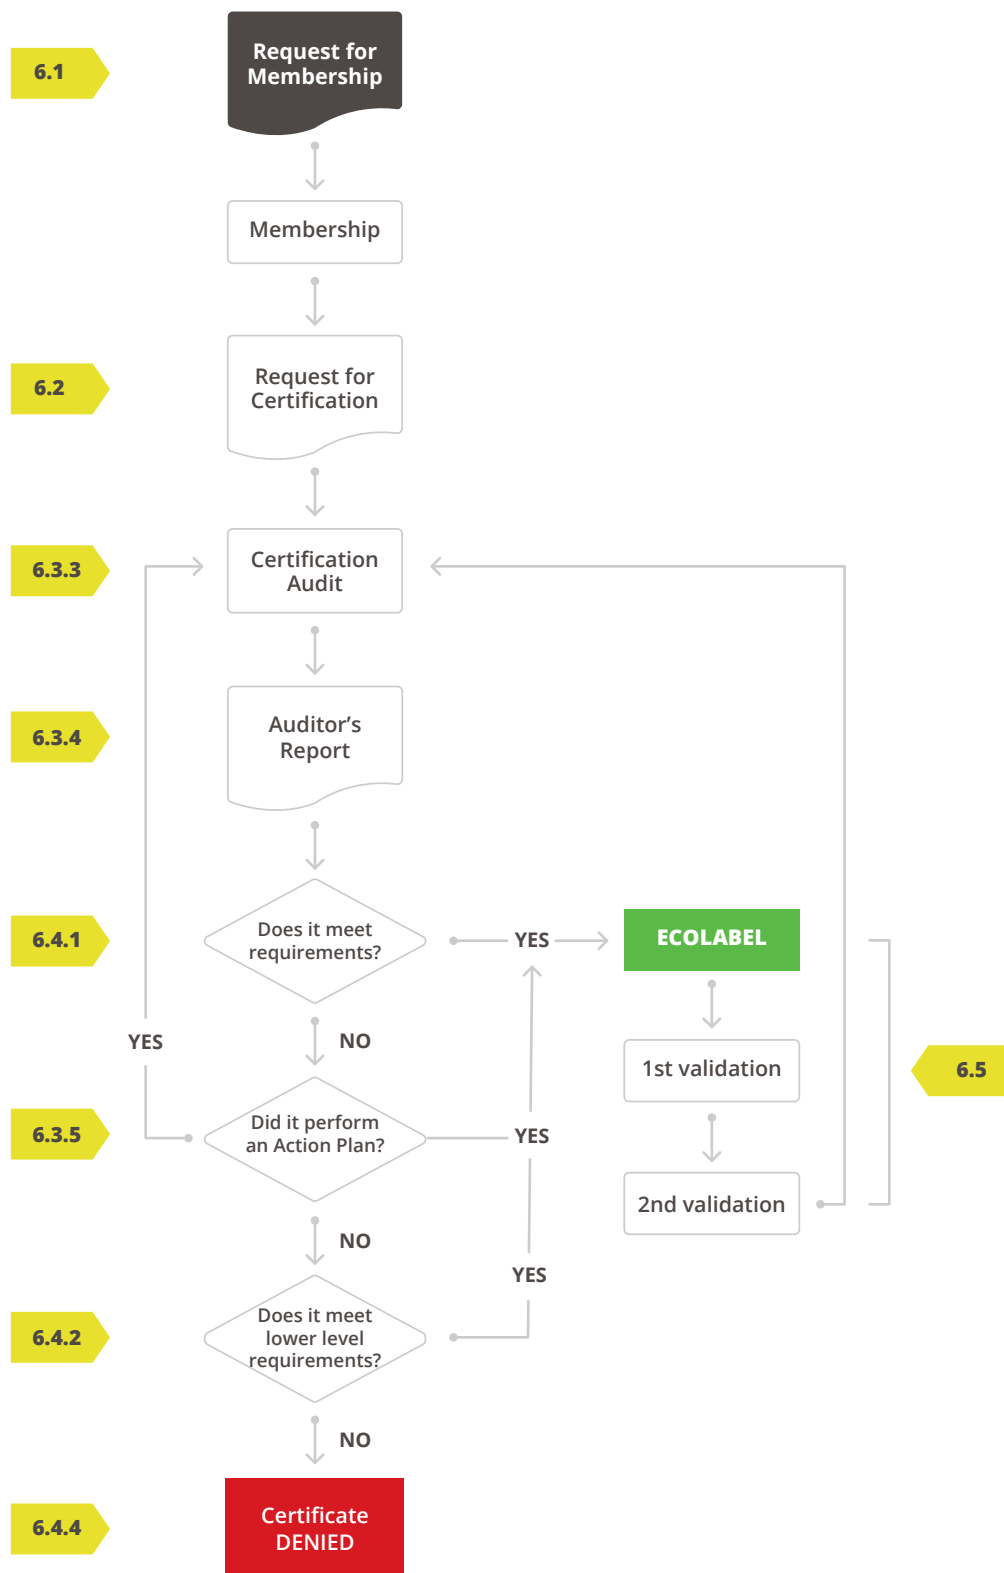 6.1
Request for
Membership
Membership
6.2
Request for
Certification
6.3.3
Certification
Audit
6.3.4
Auditor’s
Report
6.4.1
Does it meet
requirements?
YES
ECOLABEL
YES
NO
1st validation
6.5
6.3.5
Did it perform
an Action Plan?
YES
2nd validation
NO
YES
6.4.2
Does it meet
lower level
requirements?
NO
6.4.4
Certificate
DENIED